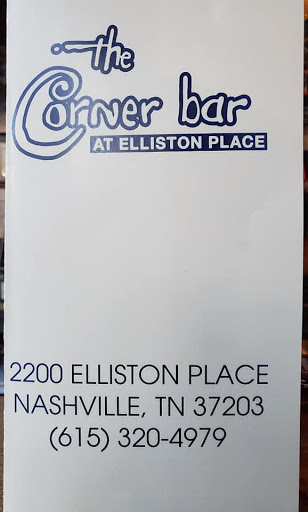 the
Corner bar
AT ELLISTON PLACE
2200 ELLISTON PLACE
NASHVILLE, TN 37203
(615) 320-4979